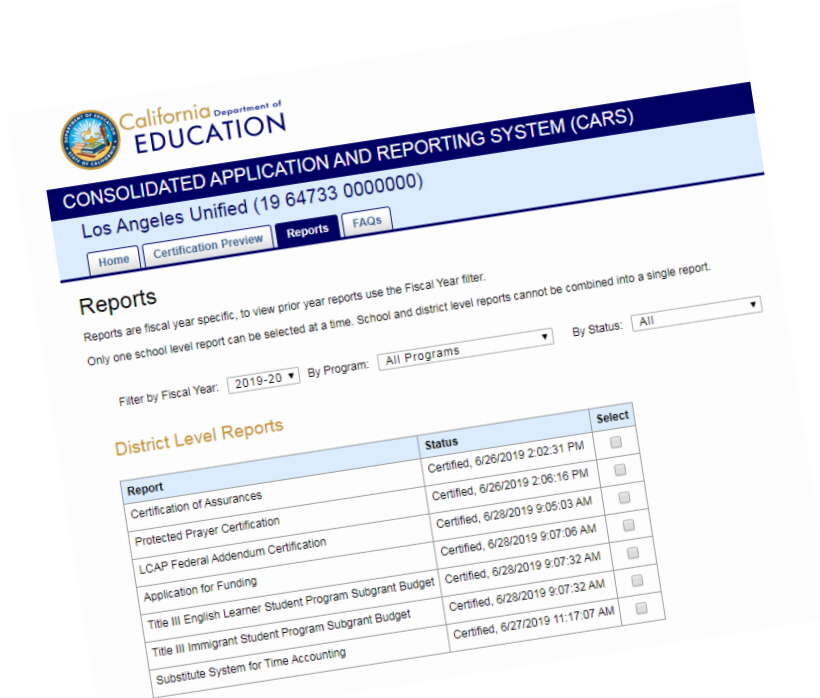 California Department of
EDUCATION
CONSOLIDATED APPLICATION AND REPORTING SYSTEM (CARS)
Los Angeles Unified (19 64733 0000000)
Home Certification Preview Reports FAQs
Reports
Reports are fiscal year specific, to view prior year reports use the Fiscal Year filter.
Only one school level report can be selected at a time. School and district level reports cannot be combined into a single report.
Filter by Fiscal Year: 2019-20 By Program: All Programs By Status: All
District Level Reports
Report Status Select
Certification of Assurances Certified, 6/26/2019 2:02:31 PM
Protected Prayer Certification Certified, 6/26/2019 2:06:16 PM
LCAP Federal Addendum Certification Certified, 6/28/2019 9:05:03 AM
Application for Funding Certified, 6/28/2019 9:07:06 AM
Title III English Learner Student Program Subgrant Budget Certified, 6/28/2019 9:07:32 AM
Title III Immigrant Student Program Subgrant Budget Certified, 6/28/2019 9:07:32 AM
Substitute System for Time Accounting Certified, 6/27/2019 11:17:07 AM